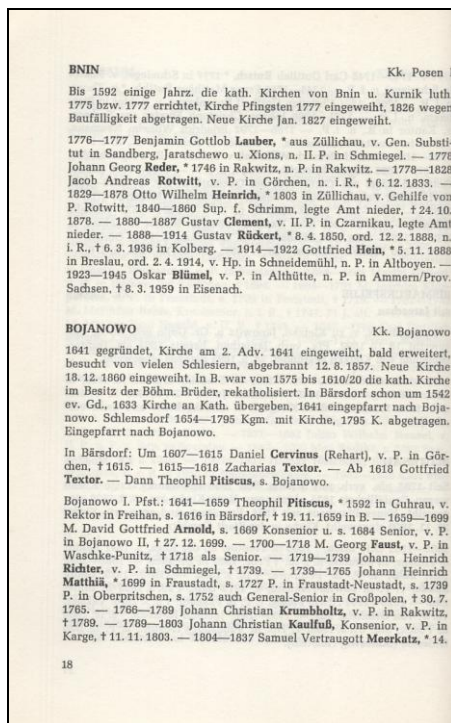 BNIN Kk. Posen I
Bis 1592 einige Jahrz. die kath. Kirchen von Bnin u. Kurnik luth.
1775 bzw. 1777 errichtet, Kirche Pfingsten 1777 eingeweiht, 1826 wegen
Baufälligkeit abgetragen. Neue Kirche Jan. 1827 eingeweiht.
1776—1777 Benjamin Gottlob Lauber, * aus Züllichau, v. Gen. Substi-
tut in Sandberg, Jaratschewo u. Xions, n. II. P. in Schmiegel. — 1778
Johann Georg Reder, * 1746 in Rakwitz, n. P. in Rakwitz. — 1778—1828
Jacob Andreas Rotwitt, v. P. in Görchen, n. i. R., † 6. 12. 1833. —
1829—1878 Otto Wilhelm Heinrich, * 1803 in Züllichau, v. Gehilfe von
P. Rotwitt, 1840—1860 Sup. f. Schrimm, legte Amt nieder, † 24. 10.
1878. — 1880—1887 Gustav Clement, v. II. P. in Czarnikau, legte Amt
nieder. — 1888—1914 Gustav Rückert, * 8. 4. 1850, ord. 12. 2. 1888, n.
i. R., † 6. 3. 1936 in Kolberg. — 1914—1922 Gottfried Hein, * 5. 11. 1888
in Breslau, ord. 2. 4. 1914, v. Hp. in Schneidemühl, n. P. in Altboyen. —
1923—1945 Oskar Blümel, v. P. in Althütte, n. P. in Ammern/Prov.
Sachsen, † 8. 3. 1959 in Eisenach.
BOJANOWO Kk. Bojanowo
1641 gegründet, Kirche am 2. Adv. 1641 eingeweiht, bald erweitert,
besucht von vielen Schlesiern, abgebrannt 12. 8. 1857. Neue Kirche
18. 12. 1860 eingeweiht. In B. war von 1575 bis 1610/20 die kath. Kirche
im Besitz der Böhm. Brüder, rekatholisiert. In Bärsdorf schon um 1542
ev. Gd., 1633 Kirche an Kath. übergeben, 1641 eingepfarrt nach Boja-
nowo. Schlemsdorf 1654—1795 Kgm. mit Kirche, 1795 K. abgetragen.
Eingepfarrt nach Bojanowo.
In Bärsdorf: Um 1607—1615 Daniel Cervinus (Rehart), v. P. in Gör-
chen, † 1615. — 1615—1618 Zacharias Textor. — Ab 1618 Gottfried
Textor. — Dann Theophil Pitiscus, s. Bojanowo.
Bojanowo I. Pfst.: 1641—1659 Theophil Pitiscus, * 1592 in Guhrau, v.
Rektor in Freihan, s. 1616 in Bärsdorf, † 19. 11. 1659 in B. — 1659—1699
M. David Gottfried Arnold, s. 1669 Konsenior u. s. 1684 Senior, v. P.
in Bojanowo II, † 27. 12. 1699. — 1700—1718 M. Georg Faust, v. P. in
Waschke-Punitz, † 1718 als Senior. — 1719—1739 Johann Heinrich
Richter, v. P. in Schmiegel, † 1739. — 1739—1765 Johann Heinrich
Matthiä, * 1699 in Fraustadt, s. 1727 P. in Fraustadt-Neustadt, s. 1739
P. in Oberpritschen, s. 1752 auch General-Senior in Großpolen, † 30. 7.
1765. — 1766—1789 Johann Christian Krumbholtz, v. P. in Rakwitz,
† 1789. — 1789—1803 Johann Christian Kaulfuß, Konsenior, v. P. in
Karge, † 11. 11. 1803. — 1804—1837 Samuel Vertraugott Meerkatz, * 14.
18